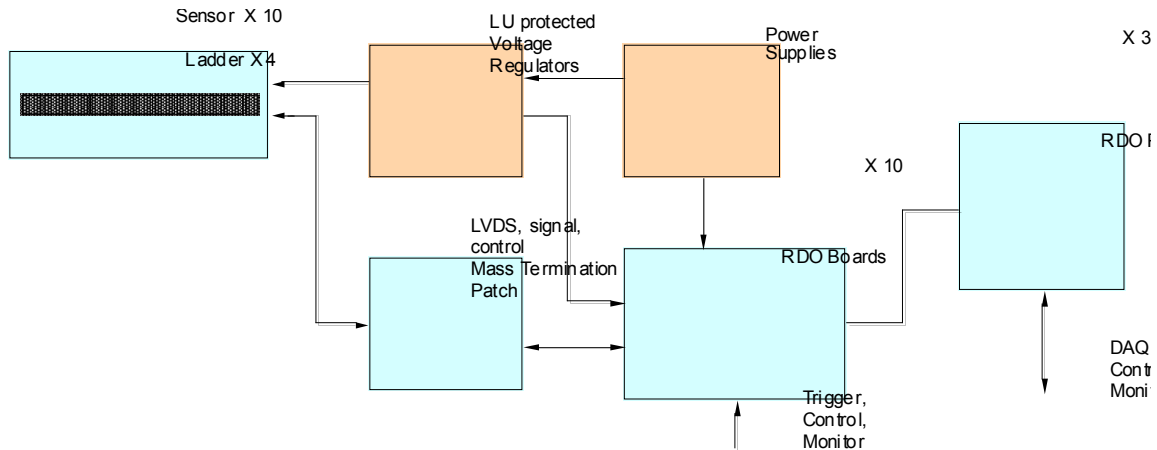 Sensor X 10
Ladder X4
LU protected
Voltage
Regulators
Power
Supplies
X 3
RDO
X 10
LVDS, signal,
control
Mass Termination
Patch
RDO Boards
DAQ
Trigger,
Control,
Monitor